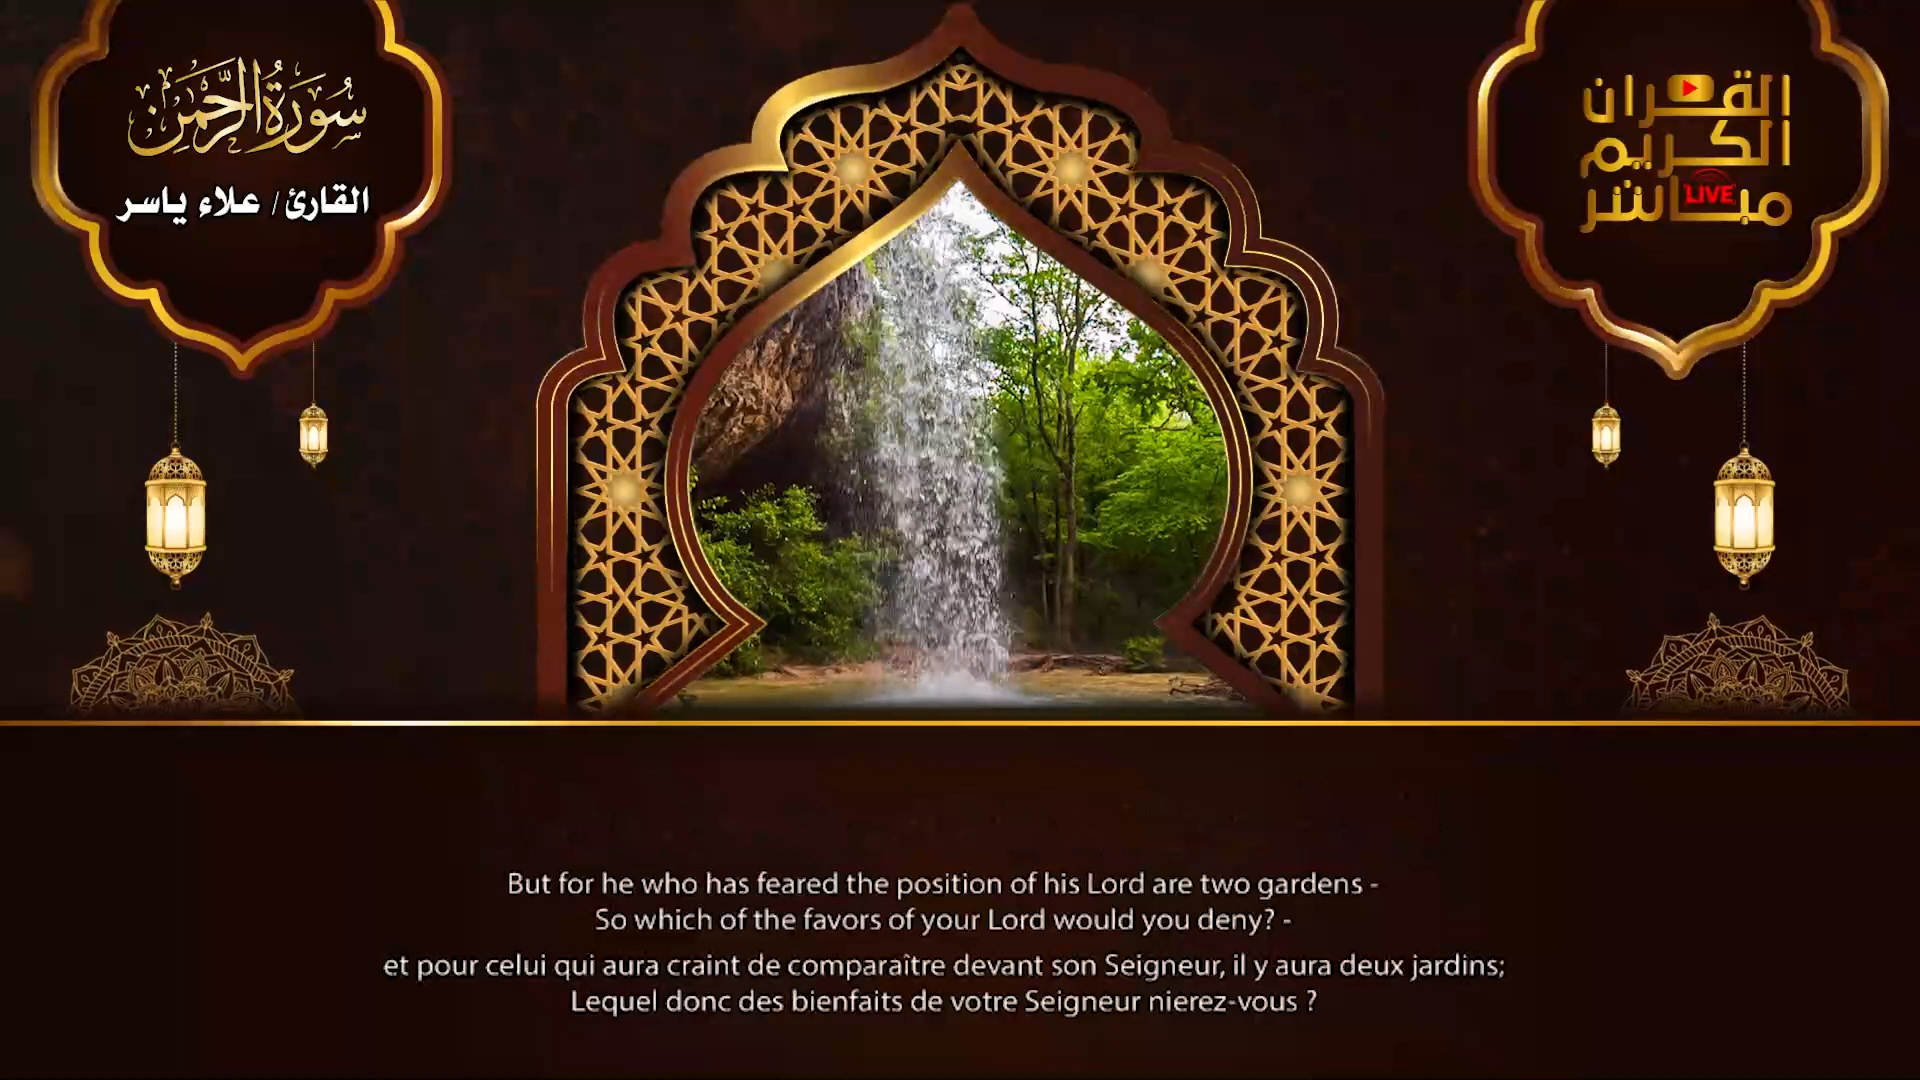 سُورَةُ الرَّحْمَٰنِ
القارئ / علاء ياسر
القران
الكريم
مباشر
LIVE
But for he who has feared the position of his Lord are two gardens -
So which of the favors of your Lord would you deny? -
et pour celui qui aura craint de comparaître devant son Seigneur, il y aura deux jardins;
Lequel donc des bienfaits de votre Seigneur nierez-vous ?